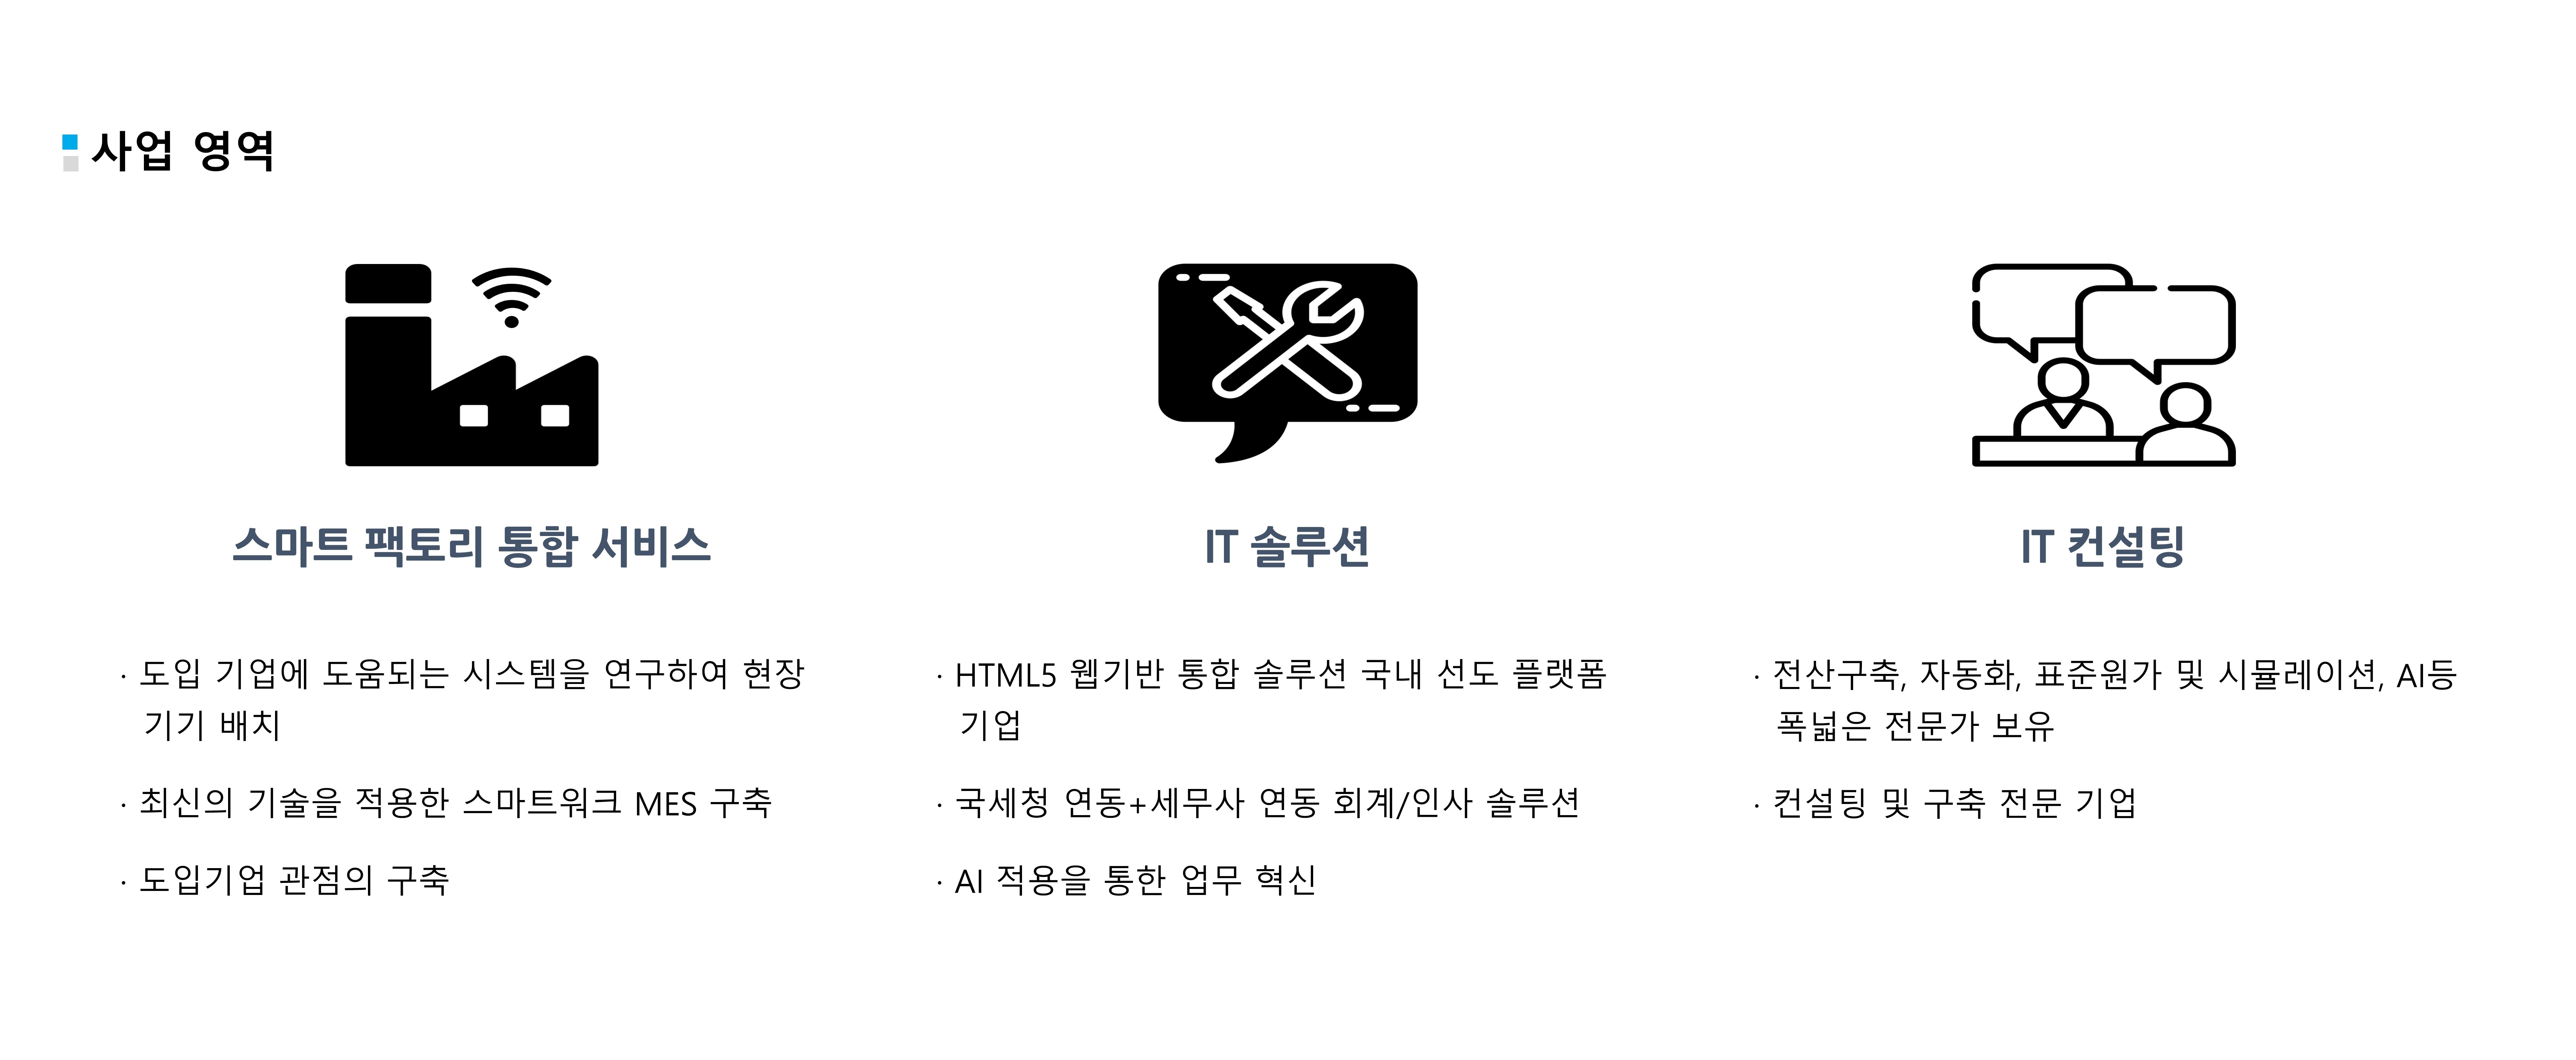 사업 영역
스마트 팩토리 통합 서비스
· 도입 기업에 도움되는 시스템을 연구하여 현장
기기 배치
· 최신의 기술을 적용한 스마트워크 MES 구축
· 도입기업 관점의 구축
IT 솔루션
· HTML5 웹기반 통합 솔루션 국내 선도 플랫폼
기업
· 국세청 연동+세무사 연동 회계/인사 솔루션
· AI 적용을 통한 업무 혁신
IT 컨설팅
· 전산구축, 자동화, 표준원가 및 시뮬레이션, AI등
폭넓은 전문가 보유
· 컨설팅 및 구축 전문 기업